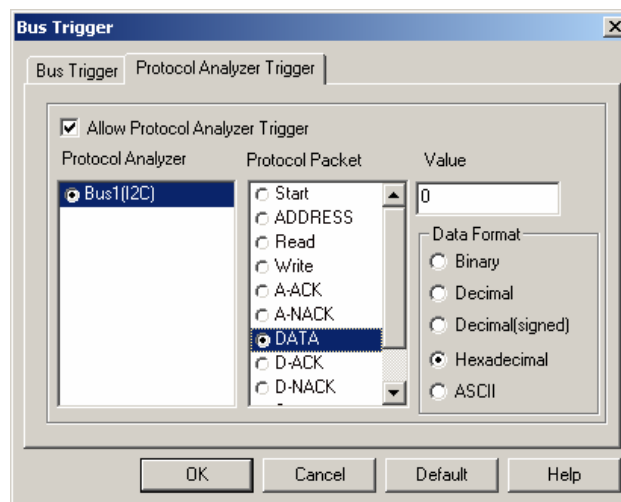 Bus Trigger
Bus Trigger
Protocol Analyzer Trigger
Allow Protocol Analyzer Trigger
Protocol Analyzer
Protocol Packet
Value
Bus1(I2C)
Start
ADDRESS
Read
Write
A-ACK
A-NACK
DATA
D-ACK
D-NACK
0
Data Format
Binary
Decimal
Decimal(signed)
Hexadecimal
ASCII
OK
Cancel
Default
Help